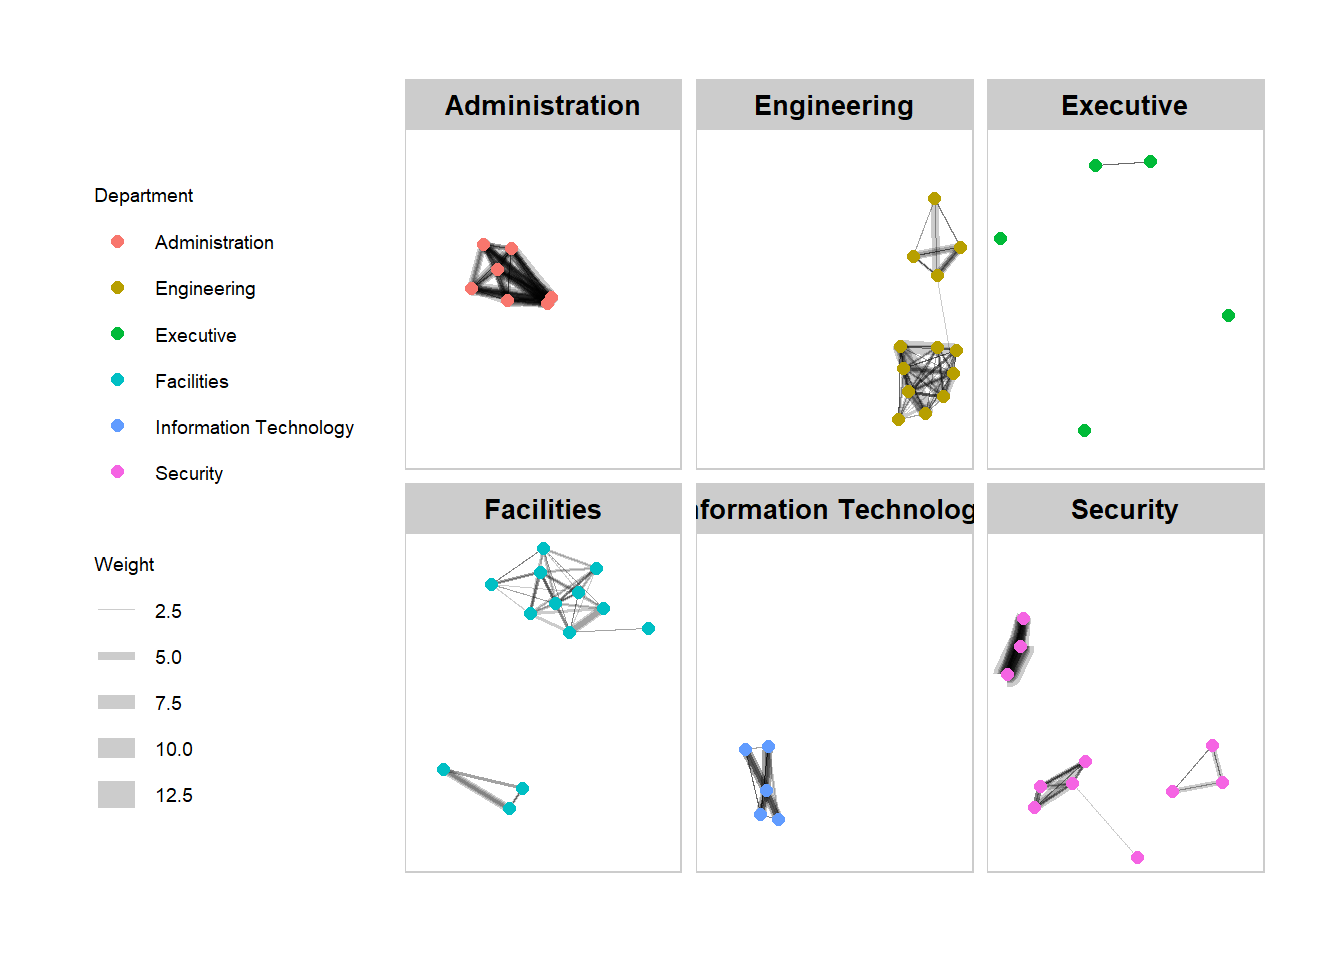 Department
Administration
Engineering
Executive
Facilities
Information Technology
Security
Weight
2.5
5.0
7.5
10.0
12.5
Administration
Engineering
Executive
Facilities
nformation Technolog
Security